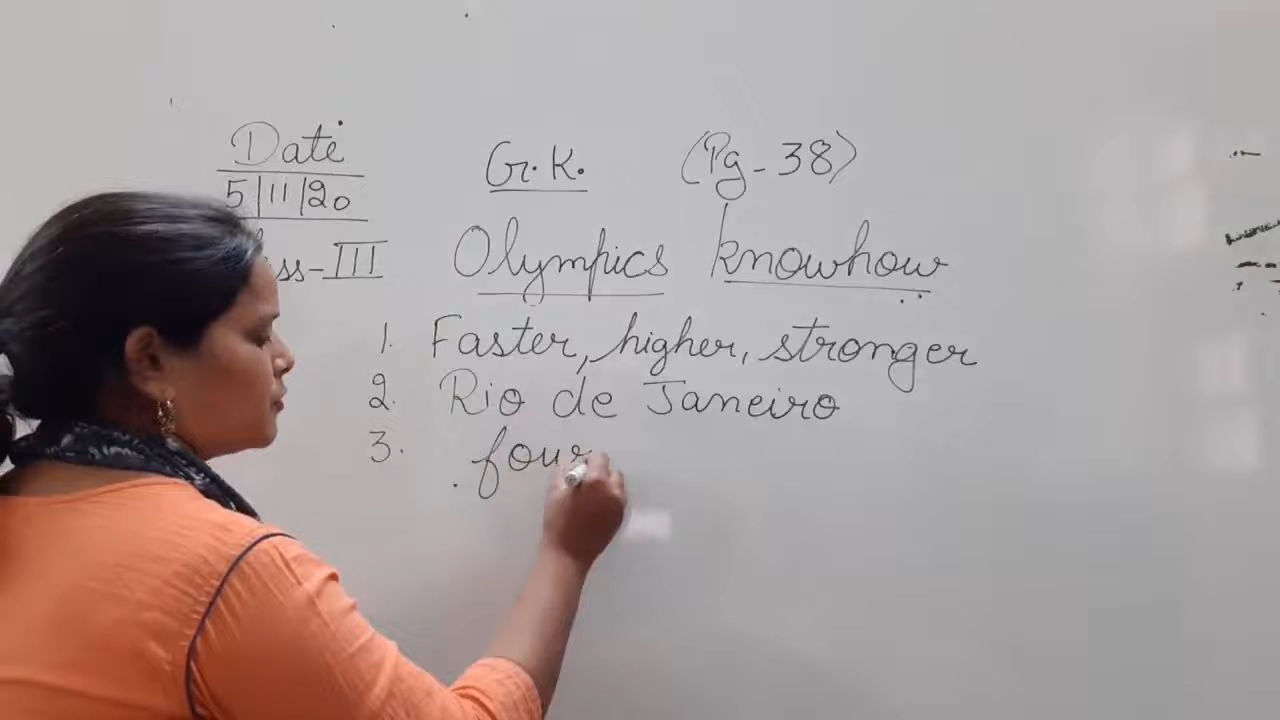 Date
5/11/20
G.K.
(Pg-38)
III
Olympics knowhow
1. Faster, higher, stronger
2. Rio de Janeiro
3. four